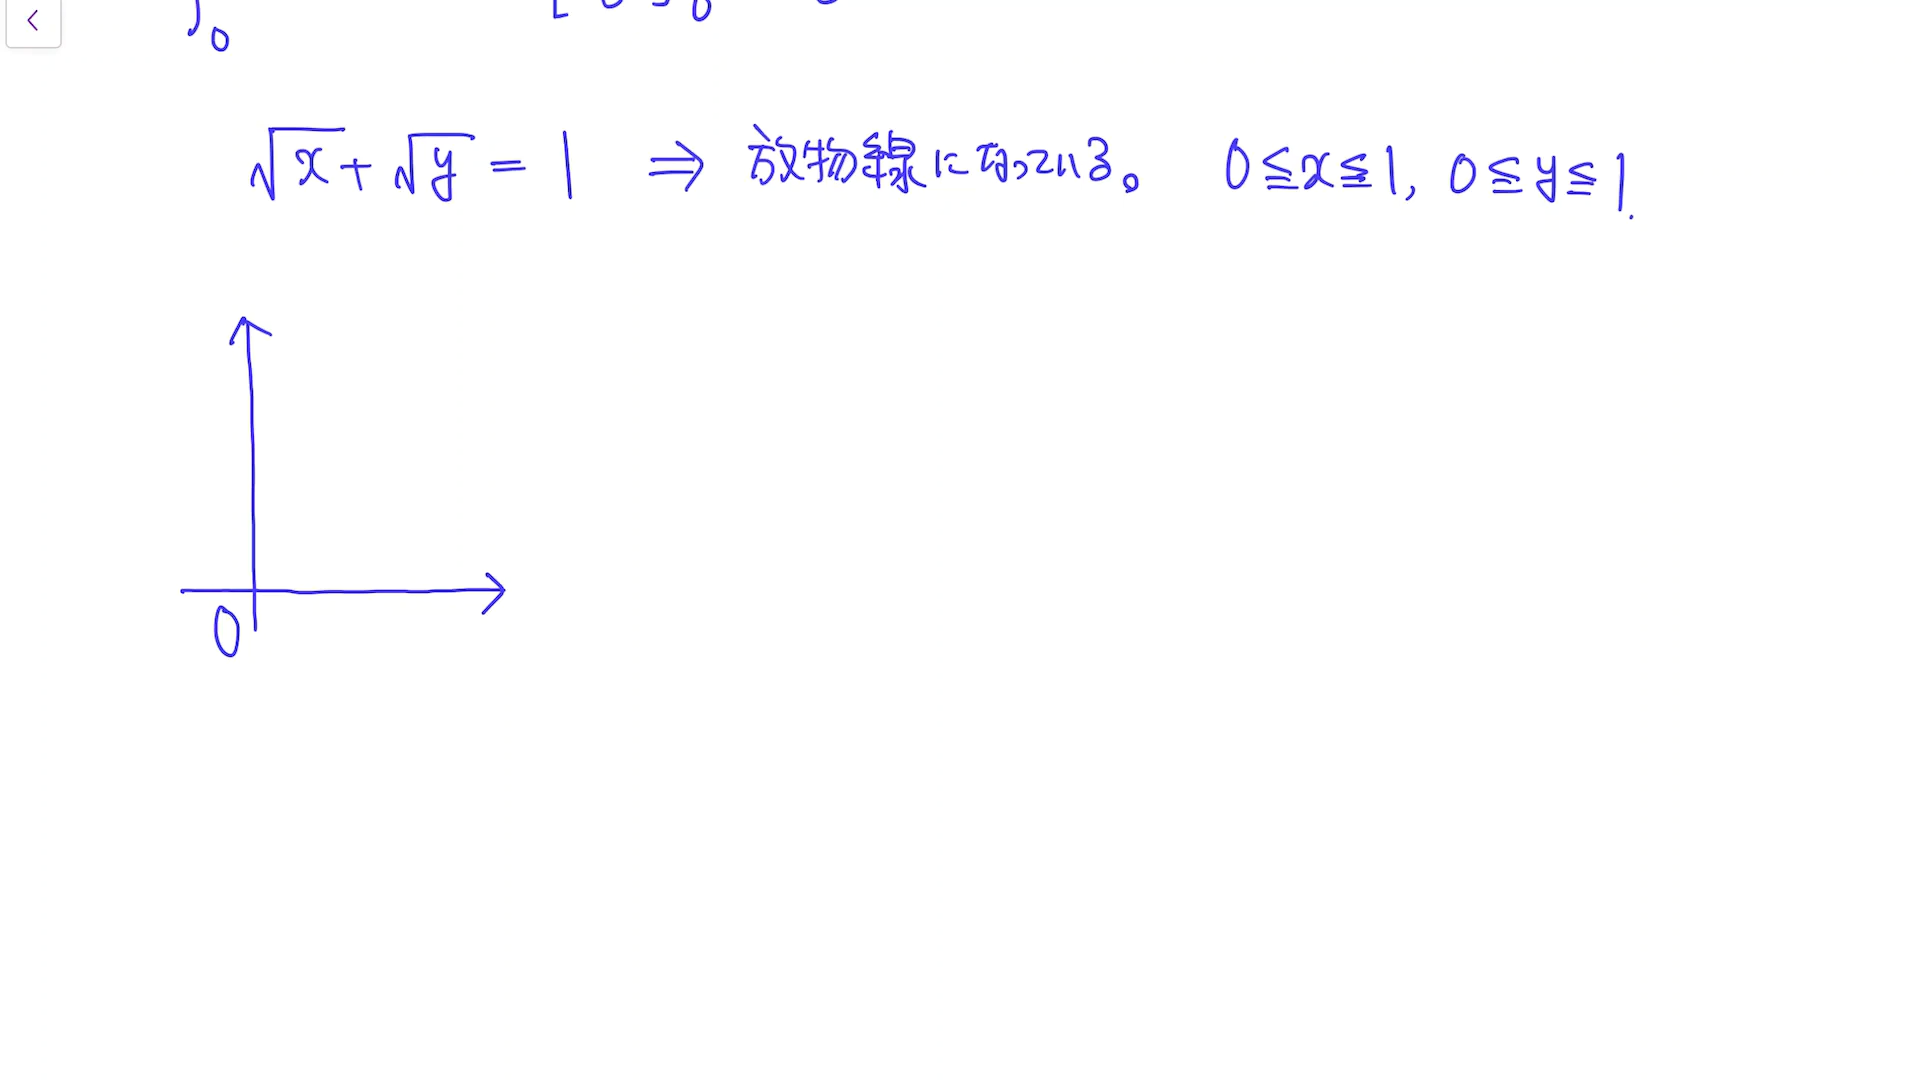 √x + √y = 1 ⇒ 放物線になっている。 0≦x≦1, 0≦y≦1.
0